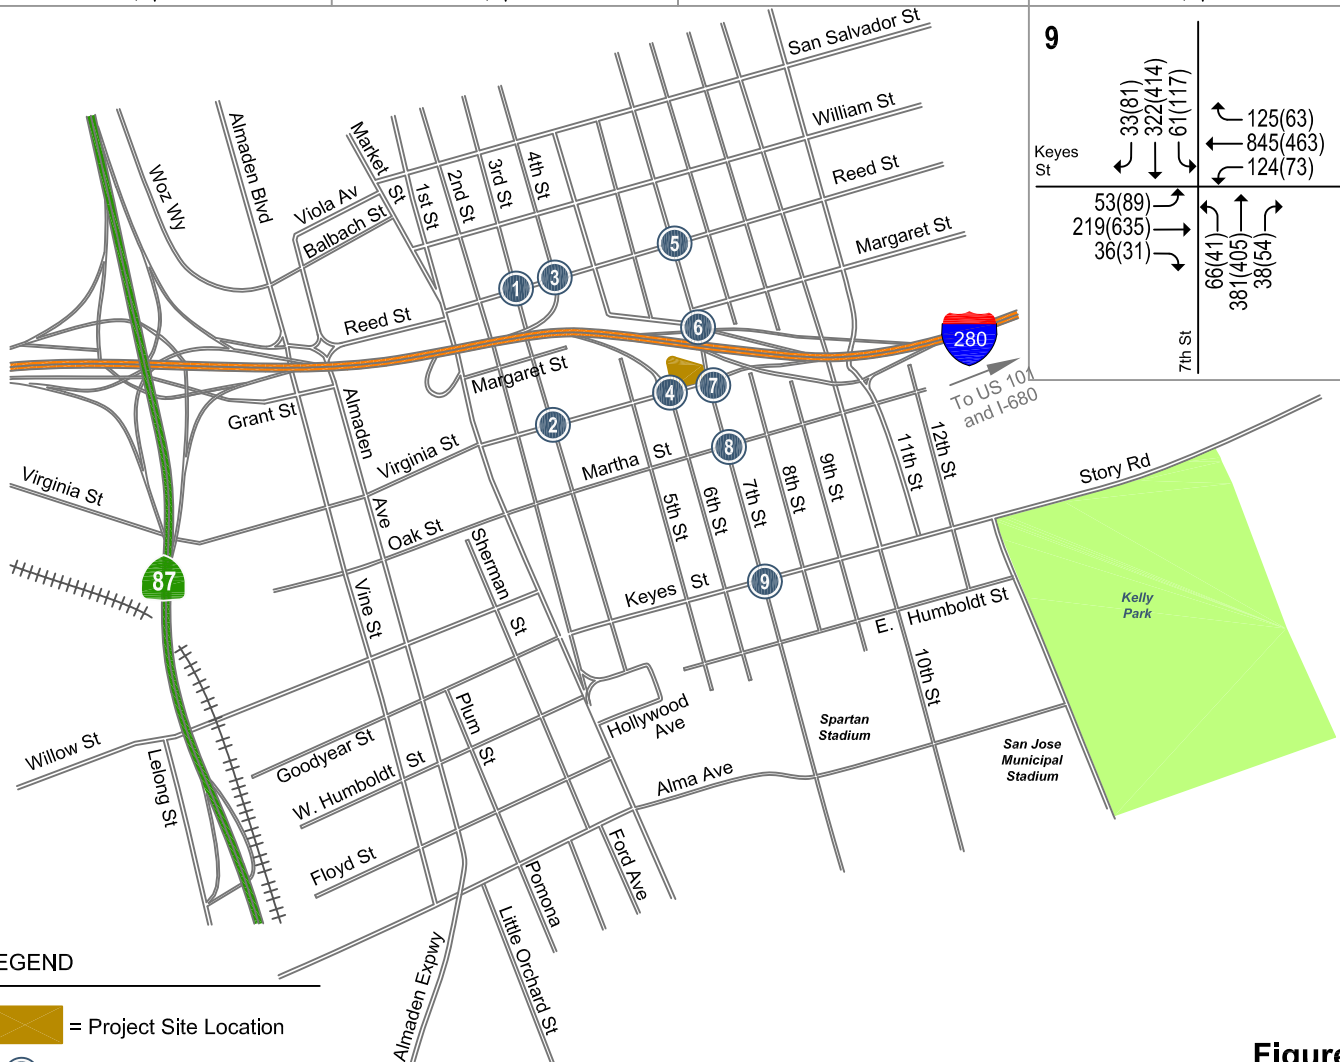 San Salvador St
9
33(81)
322(414)
61(117)
125(63)
845(463)
124(73)
Keyes
St
53(89)
219(635)
36(31)
66(41)
381(405)
38(54)
7th St
William St
Reed St
Margaret St
Almaden Blvd
Woz Wy
Market St
Viola Av
Balbach St
1st St
2nd St
3rd St
4th St
5
1
3
Reed St
6
280
To US 101
and I-680
Margaret St
Grant St
Almaden Ave
4
7
2
8
Virginia St
Virginia St
Martha St
Oak St
5th St
6th St
7th St
8th St
9th St
11th St
12th St
Story Rd
Sherman St
87
Vine St
Keyes St
9
E. Humboldt St
Kelly
Park
10th St
Willow St
Lelong St
Goodyear St
W. Humboldt St
Floyd St
Plum St
Hollywood
Ave
Alma Ave
Spartan
Stadium
San Jose
Municipal
Stadium
Ford Ave
Pomona
Little Orchard St
Almaden Expwy
EGEND
= Project Site Location
Figure